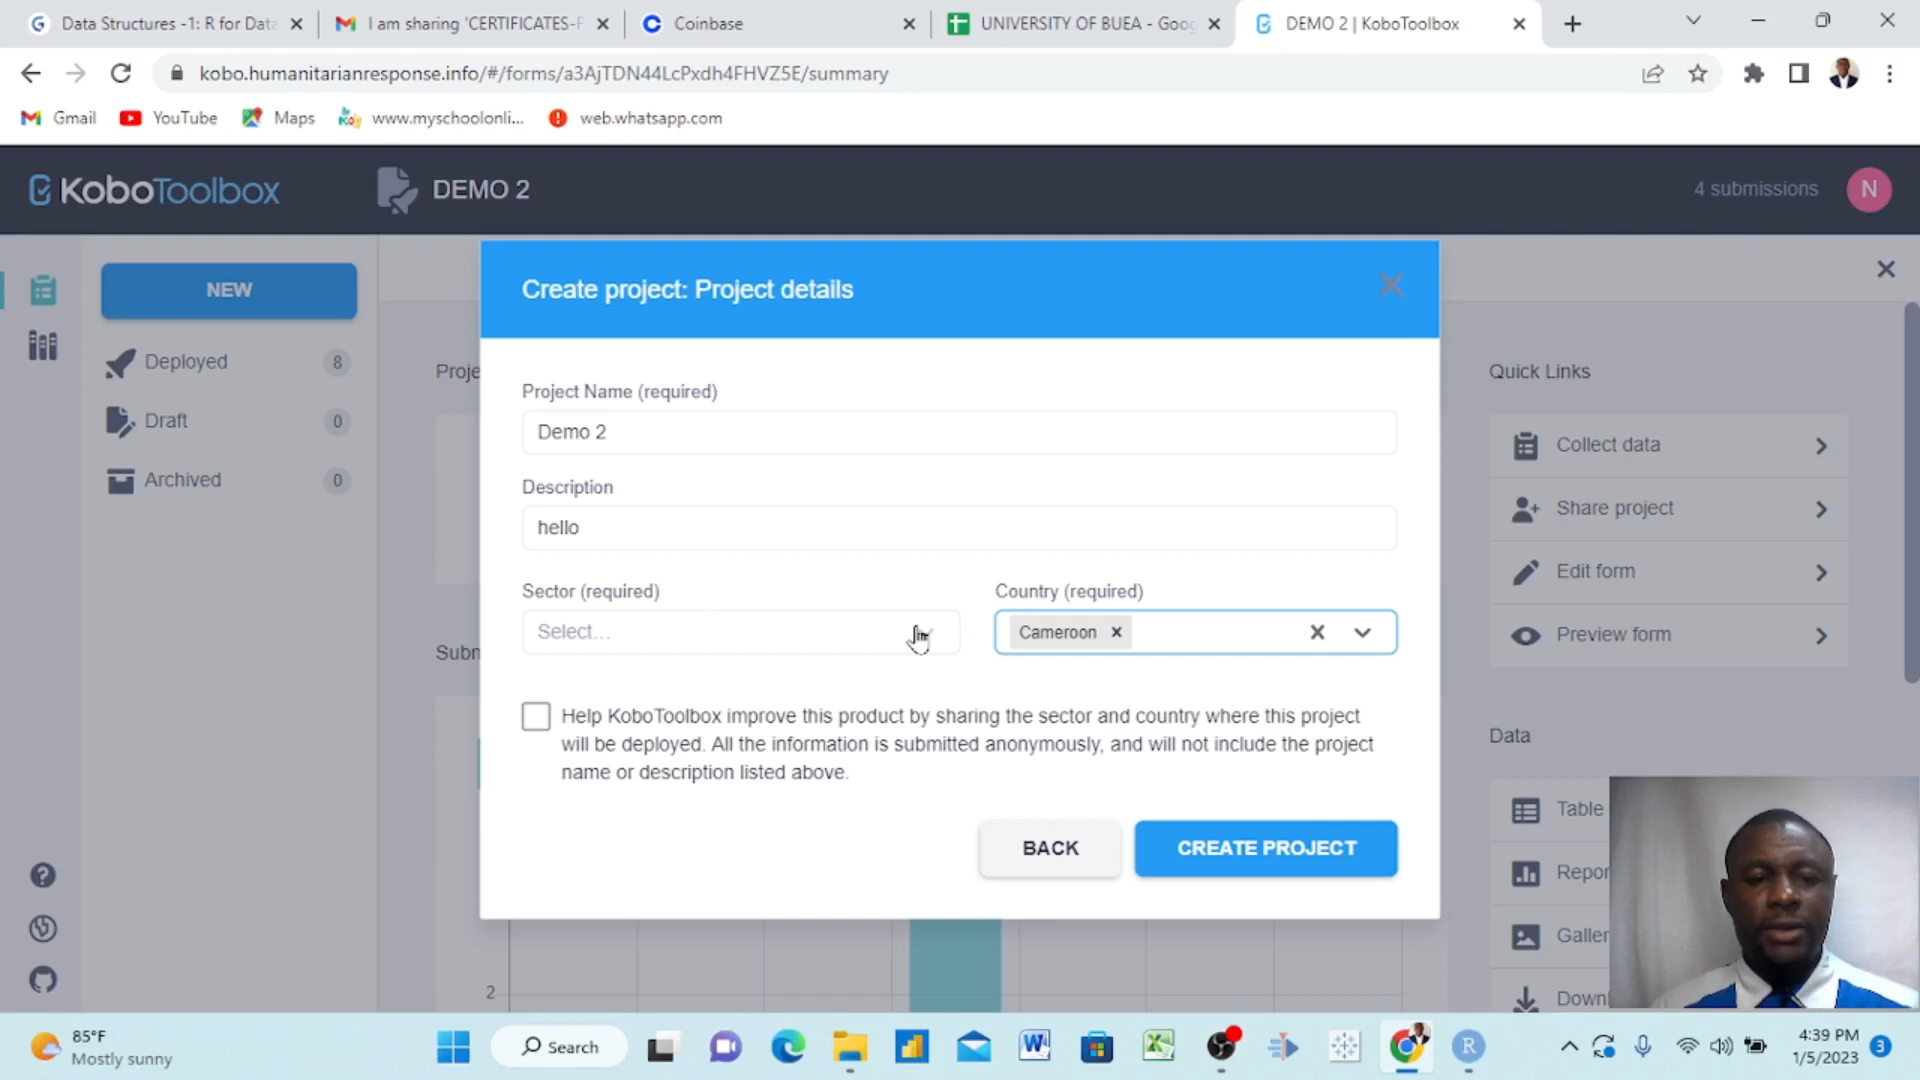 Data Structures -1: R for Data
I am sharing 'CERTIFICATES-F
Coinbase
UNIVERSITY OF BUEA - Goog
DEMO 2 | KoboToolbox
kobo.humanitarianresponse.info/#/forms/a3AjTDN44LcPxdh4FHVZ5E/summary
Gmail
YouTube
Maps
www.myschoolonli...
web.whatsapp.com
KoboToolbox
DEMO 2
4 submissions
N
NEW
Deployed
8
Draft
0
Archived
0
Create project: Project details
Project Name (required)
Demo 2
Description
hello
Sector (required)
Select...
Country (required)
Cameroon
Help KoboToolbox improve this product by sharing the sector and country where this project
will be deployed. All the information is submitted anonymously, and will not include the project
name or description listed above.
BACK
CREATE PROJECT
Proje
Subn
2
Quick Links
Collect data
Share project
Edit form
Preview form
Data
Table
Repor
Galler
Downl
85°F
Mostly sunny
Search
4:39 PM
1/5/2023
3